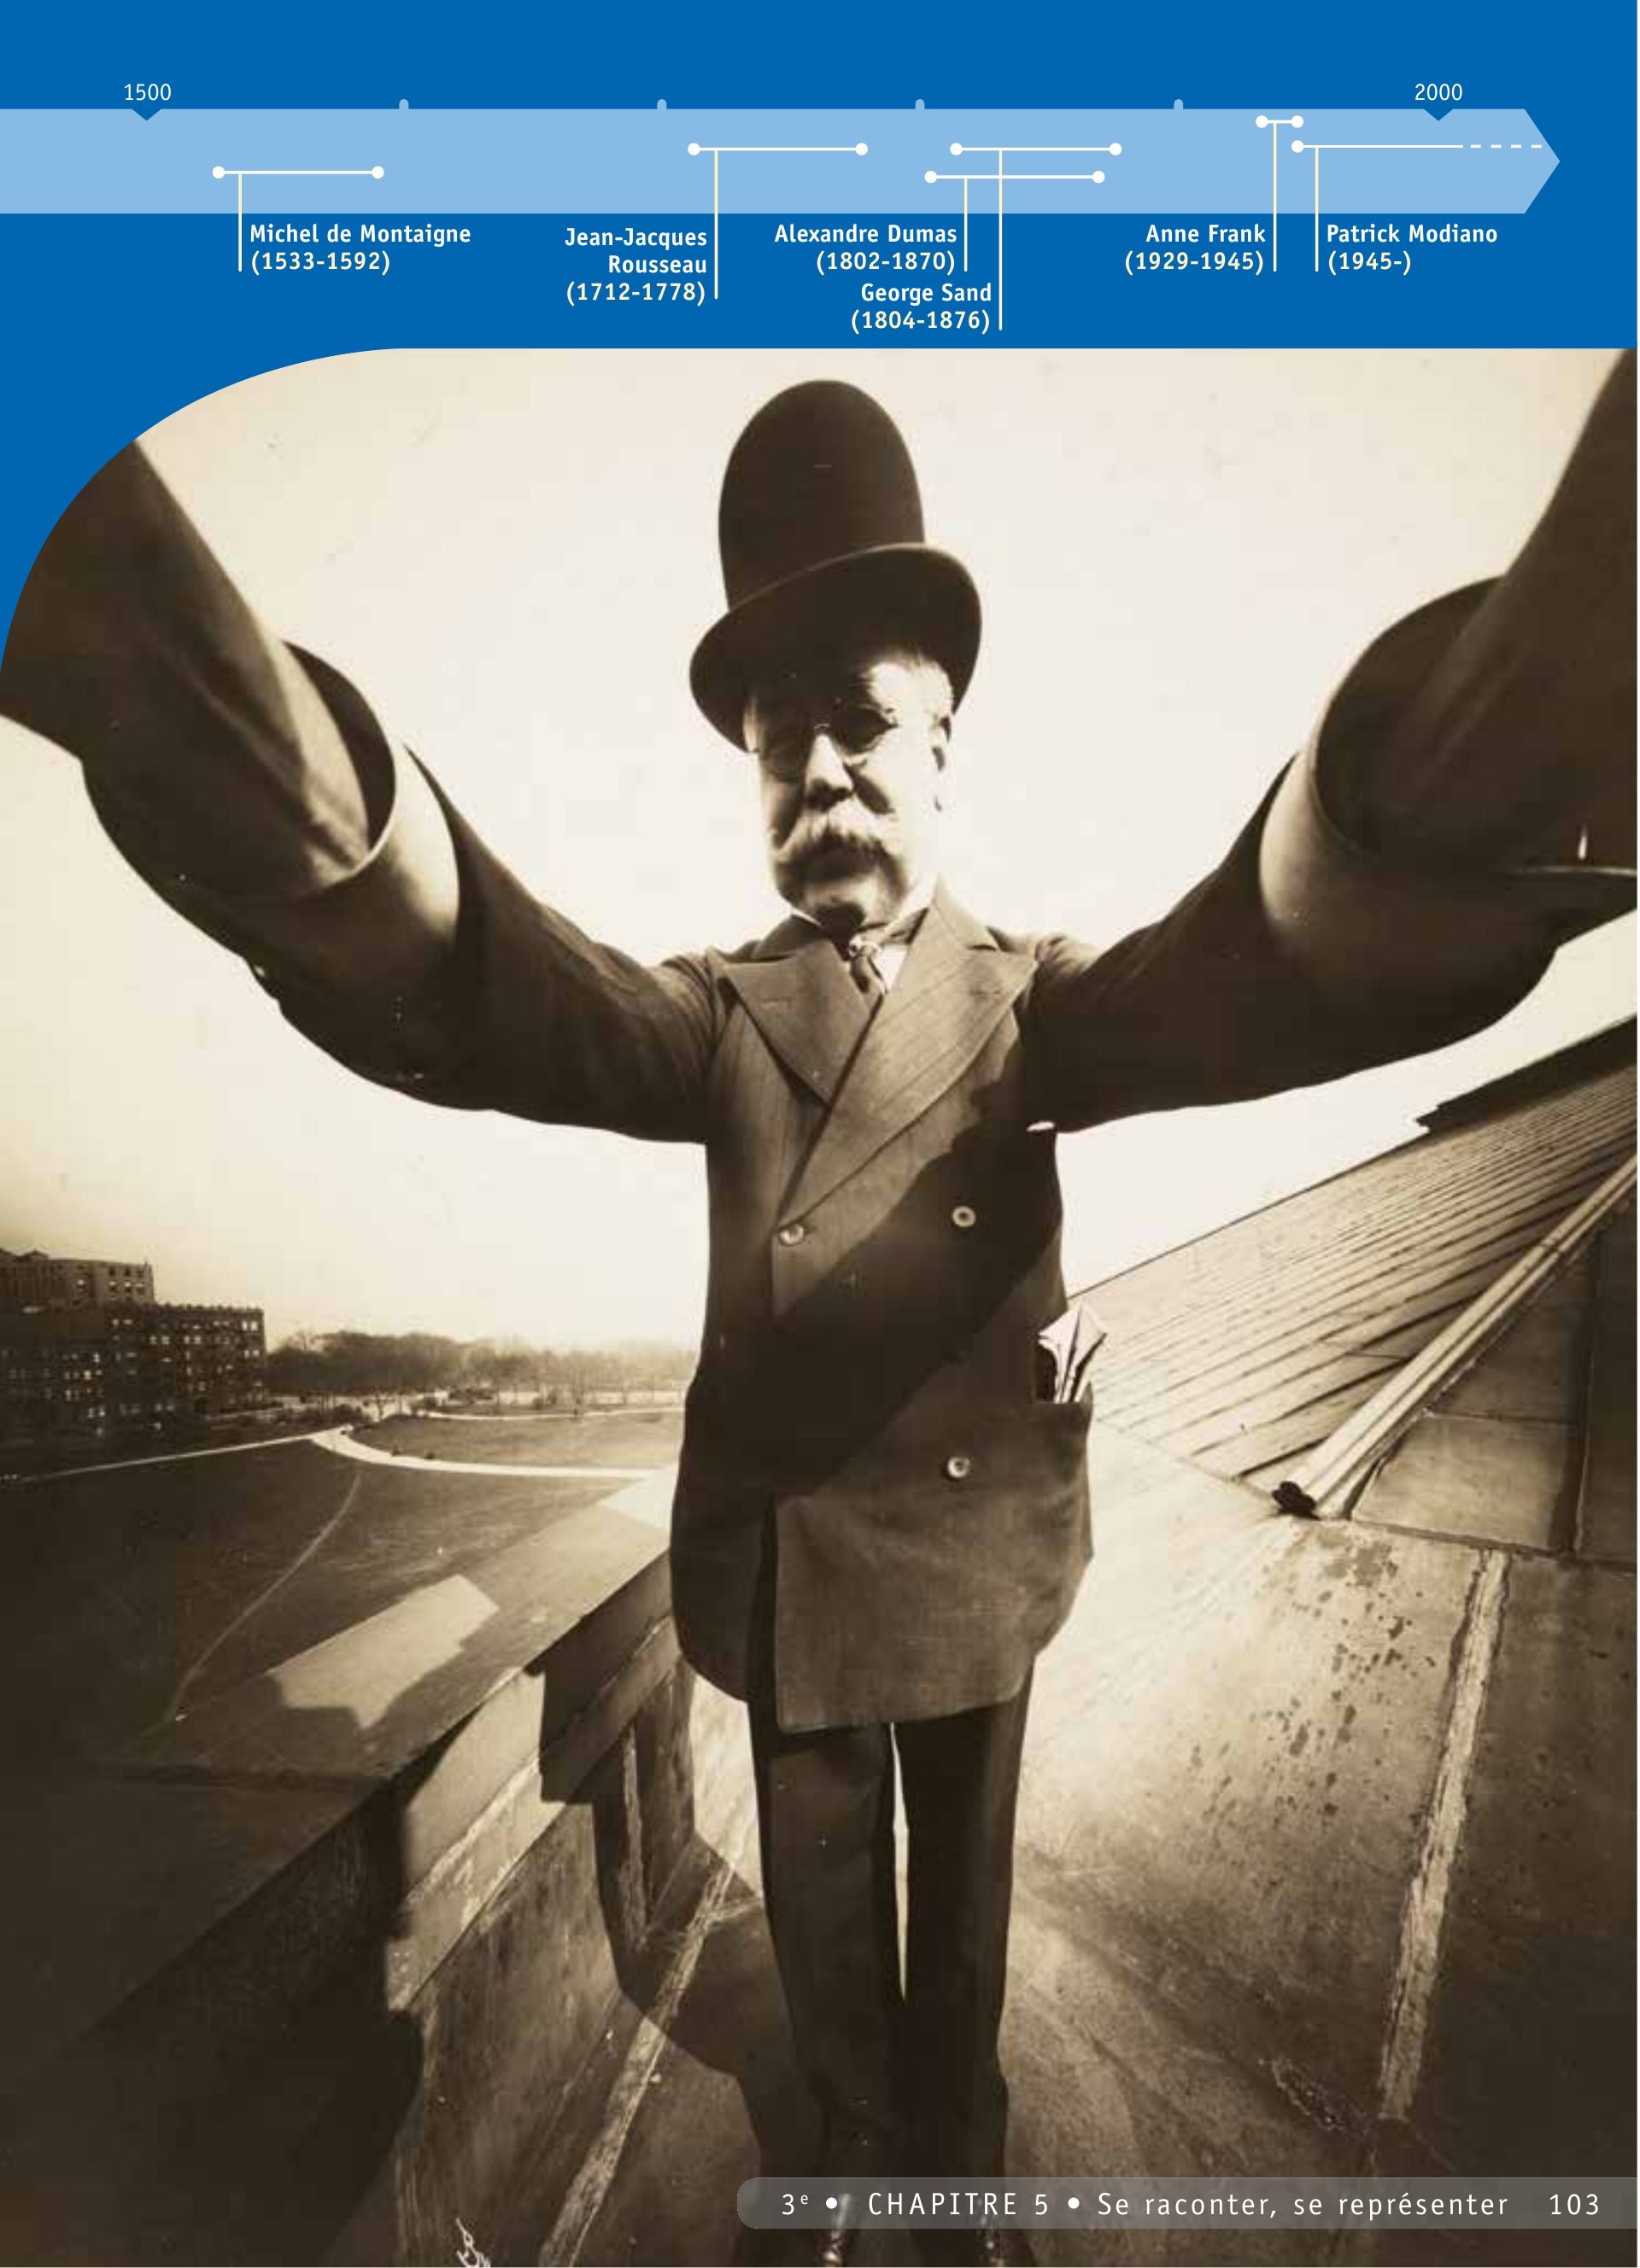 1500
2000
Michel de Montaigne
(1533-1592)
Jean-Jacques
Rousseau
(1712-1778)
Alexandre Dumas
(1802-1870)
George Sand
(1804-1876)
Anne Frank
(1929-1945)
Patrick Modiano
(1945-)
3e • CHAPITRE 5 • Se raconter, se représenter 103